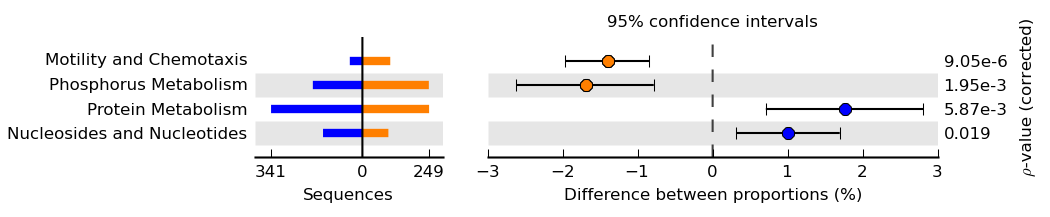 95% confidence intervals
Motility and Chemotaxis 9.05e-6
Phosphorus Metabolism 1.95e-3
Protein Metabolism 5.87e-3
Nucleosides and Nucleotides 0.019
341 0 249 −3 −2 −1 0 1 2 3
Sequences Difference between proportions (%)
ρ-value (corrected)